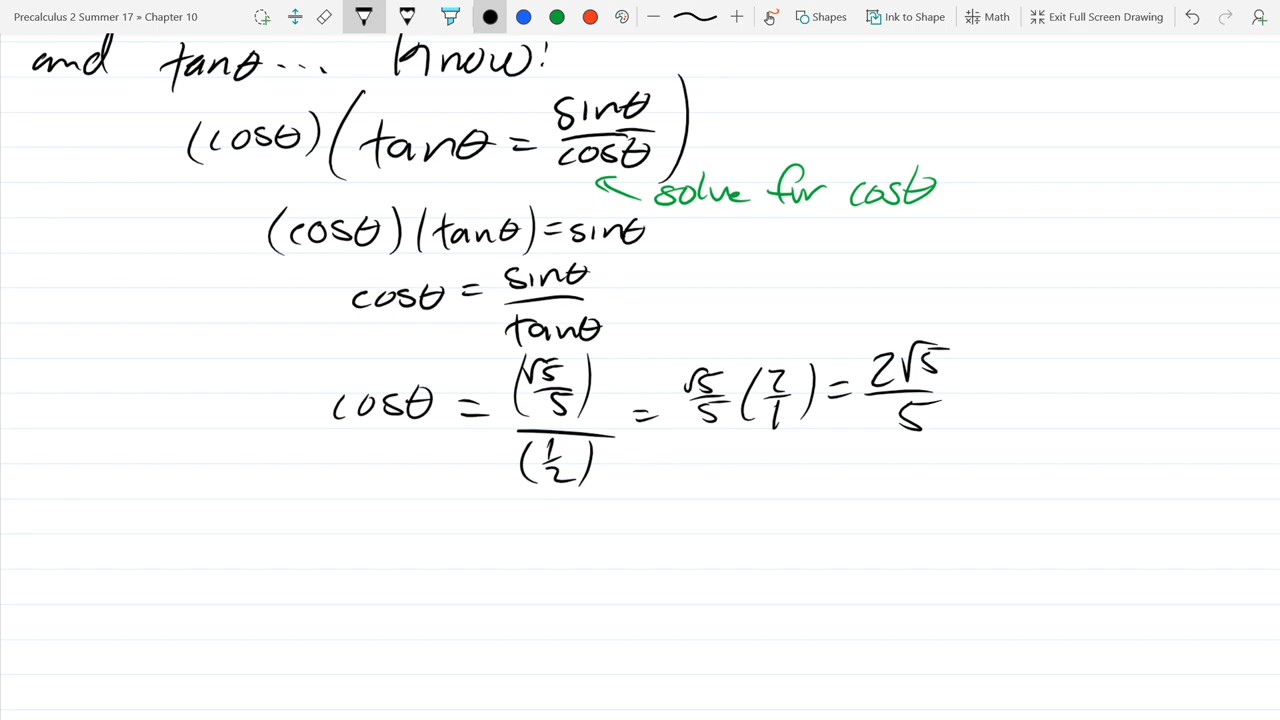 Precalculus 2 Summer 17 » Chapter 10
Shapes Ink to Shape Math Exit Full Screen Drawing
and tanθ... know!
(cosθ)(tanθ = sinθ/cosθ)
solve for cosθ
(cosθ)(tanθ) = sinθ
cosθ = sinθ/tanθ
cosθ = (√5/5)/(1/2) = √5/5 (2/1) = 2√5/5